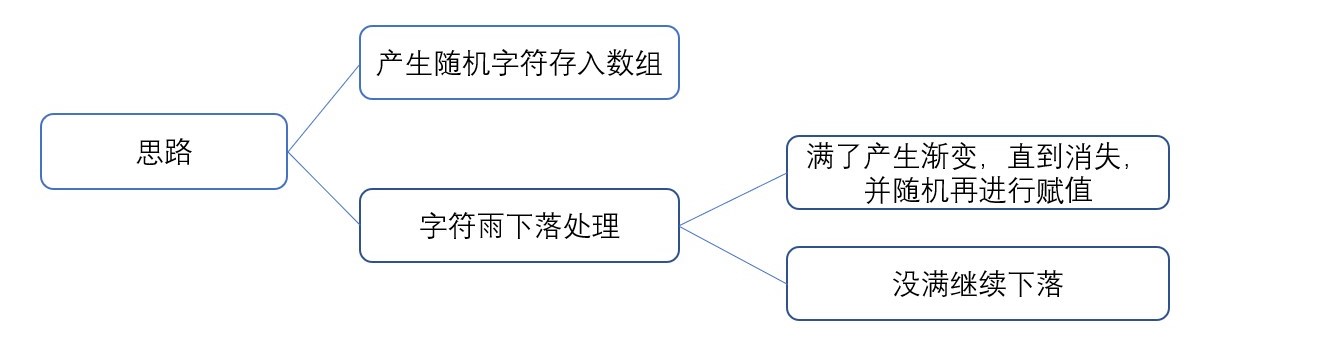 思路
产生随机字符存入数组
字符雨下落处理
满了产生渐变，直到消失，
并随机再进行赋值
没满继续下落